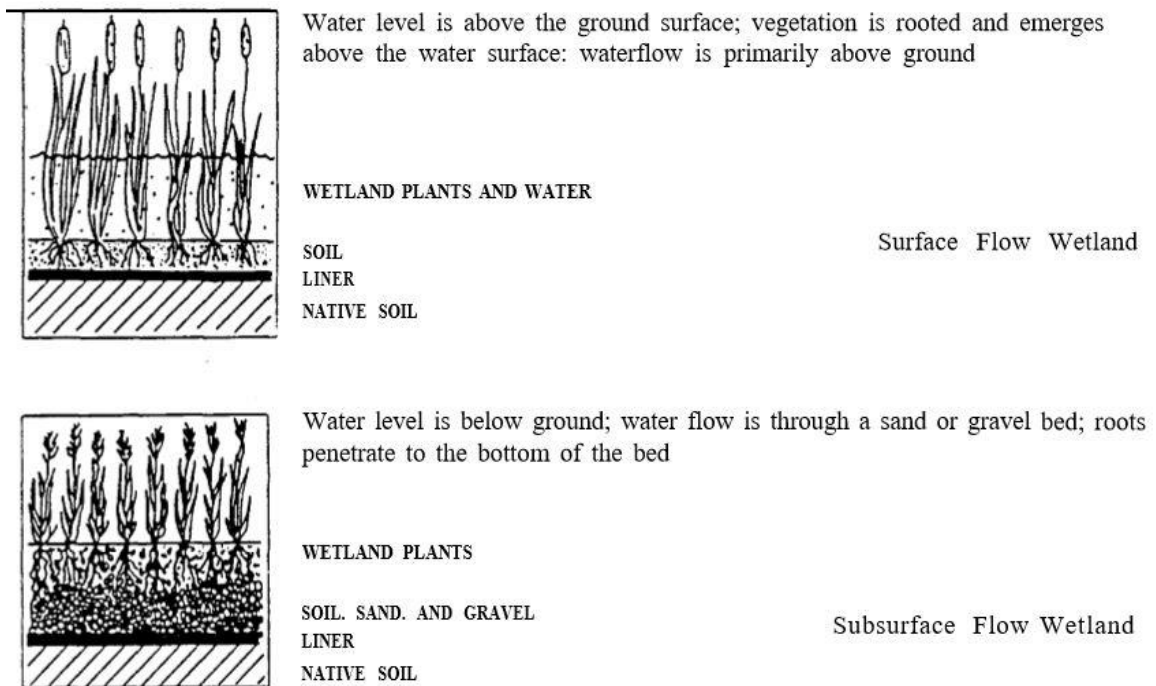 Water level is above the ground surface; vegetation is rooted and emerges
above the water surface: waterflow is primarily above ground
WETLAND PLANTS AND WATER
Surface Flow Wetland
SOIL
LINER
NATIVE SOIL
Water level is below ground; water flow is through a sand or gravel bed; roots
penetrate to the bottom of the bed
WETLAND PLANTS
SOIL. SAND. AND GRAVEL
Subsurface Flow Wetland
LINER
NATIVE SOIL